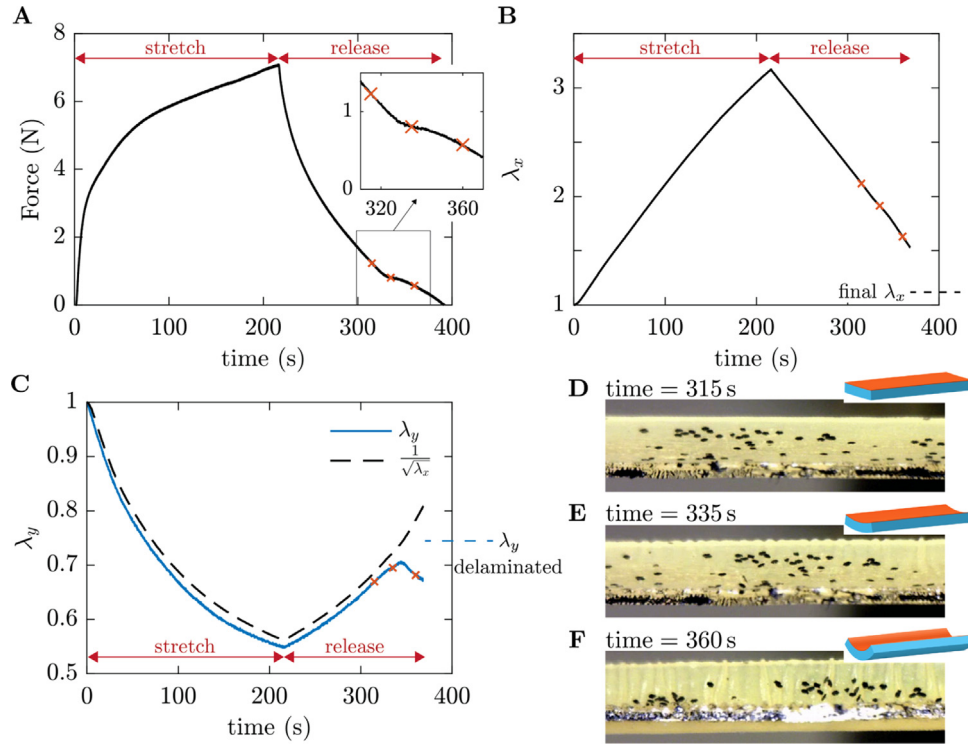 A
B
8
6
4
2
0
Force (N)
stretch
release
1
0
320
360
0
100
200
300
400
time (s)
3
2
1
λx
stretch
release
final λx
0
100
200
300
400
time (s)
C
1
0.9
0.8
0.7
0.6
0.5
λy
λy
1
√λx
λy
delaminated
stretch
release
0
100
200
300
400
time (s)
D time = 315 s
E time = 335 s
F time = 360 s